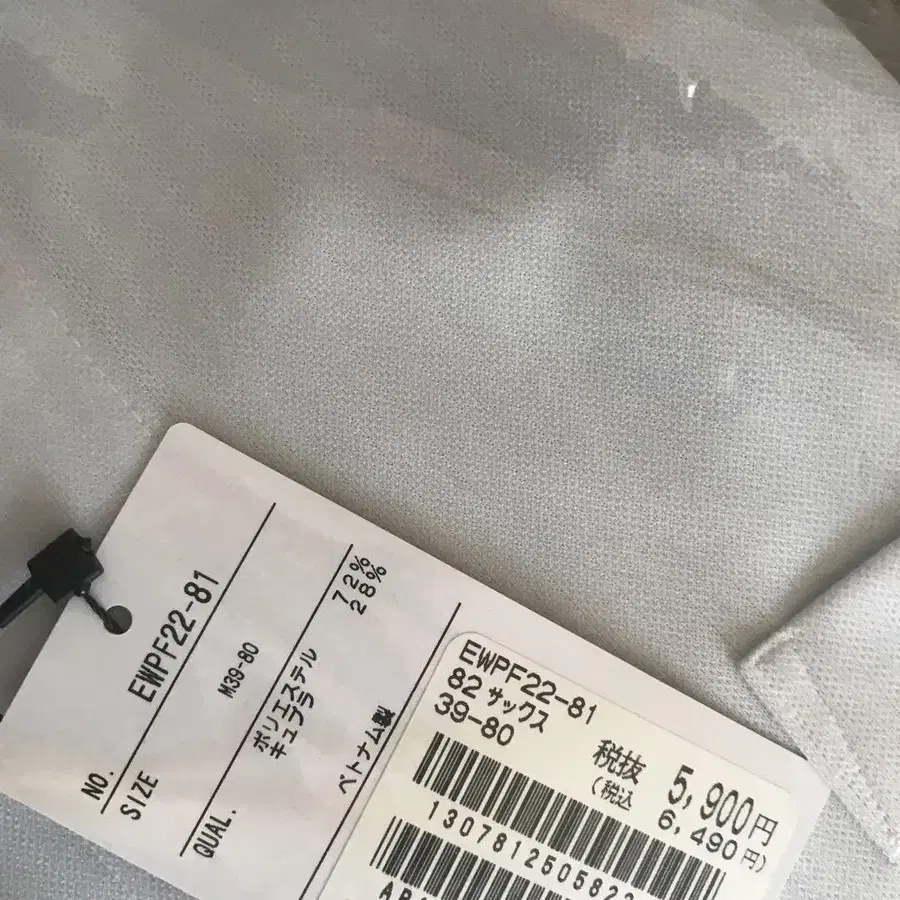 NO. EWPF22-81
SIZE M39-80
QUAL. ポリエステル 72%
キュプラ 28%
ベトナム製
EWPF22-81
82 サックス
39-80
税抜 5,900円
(税込 6,490円)
130781250582